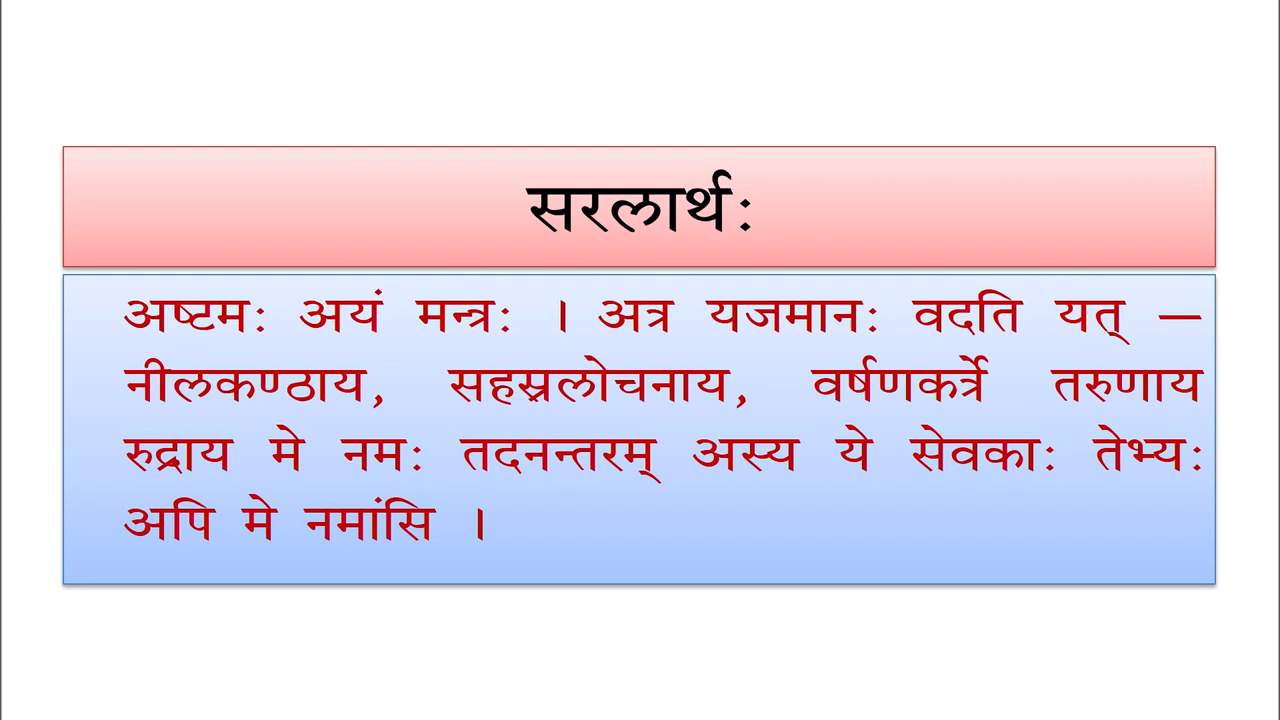 सरलार्थः
अष्टमः अयं मन्त्रः । अत्र यजमानः वदति यत् —
नीलकण्ठाय, सहस्रलोचनाय, वर्षणकर्त्रे तरुणाय
रुद्राय मे नमः तदनन्तरम् अस्य ये सेवकाः तेभ्यः
अपि मे नमांसि ।